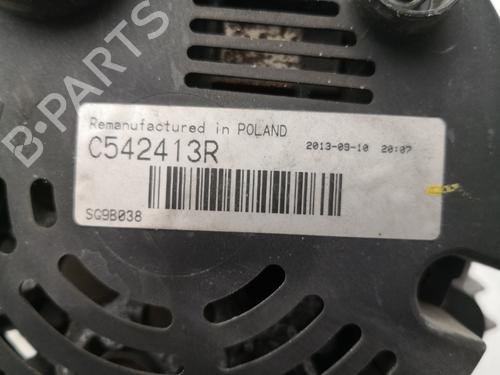 B-PARTS
Remanufactured in POLAND
C542413R 2013-09-10 20:07
SG9B038